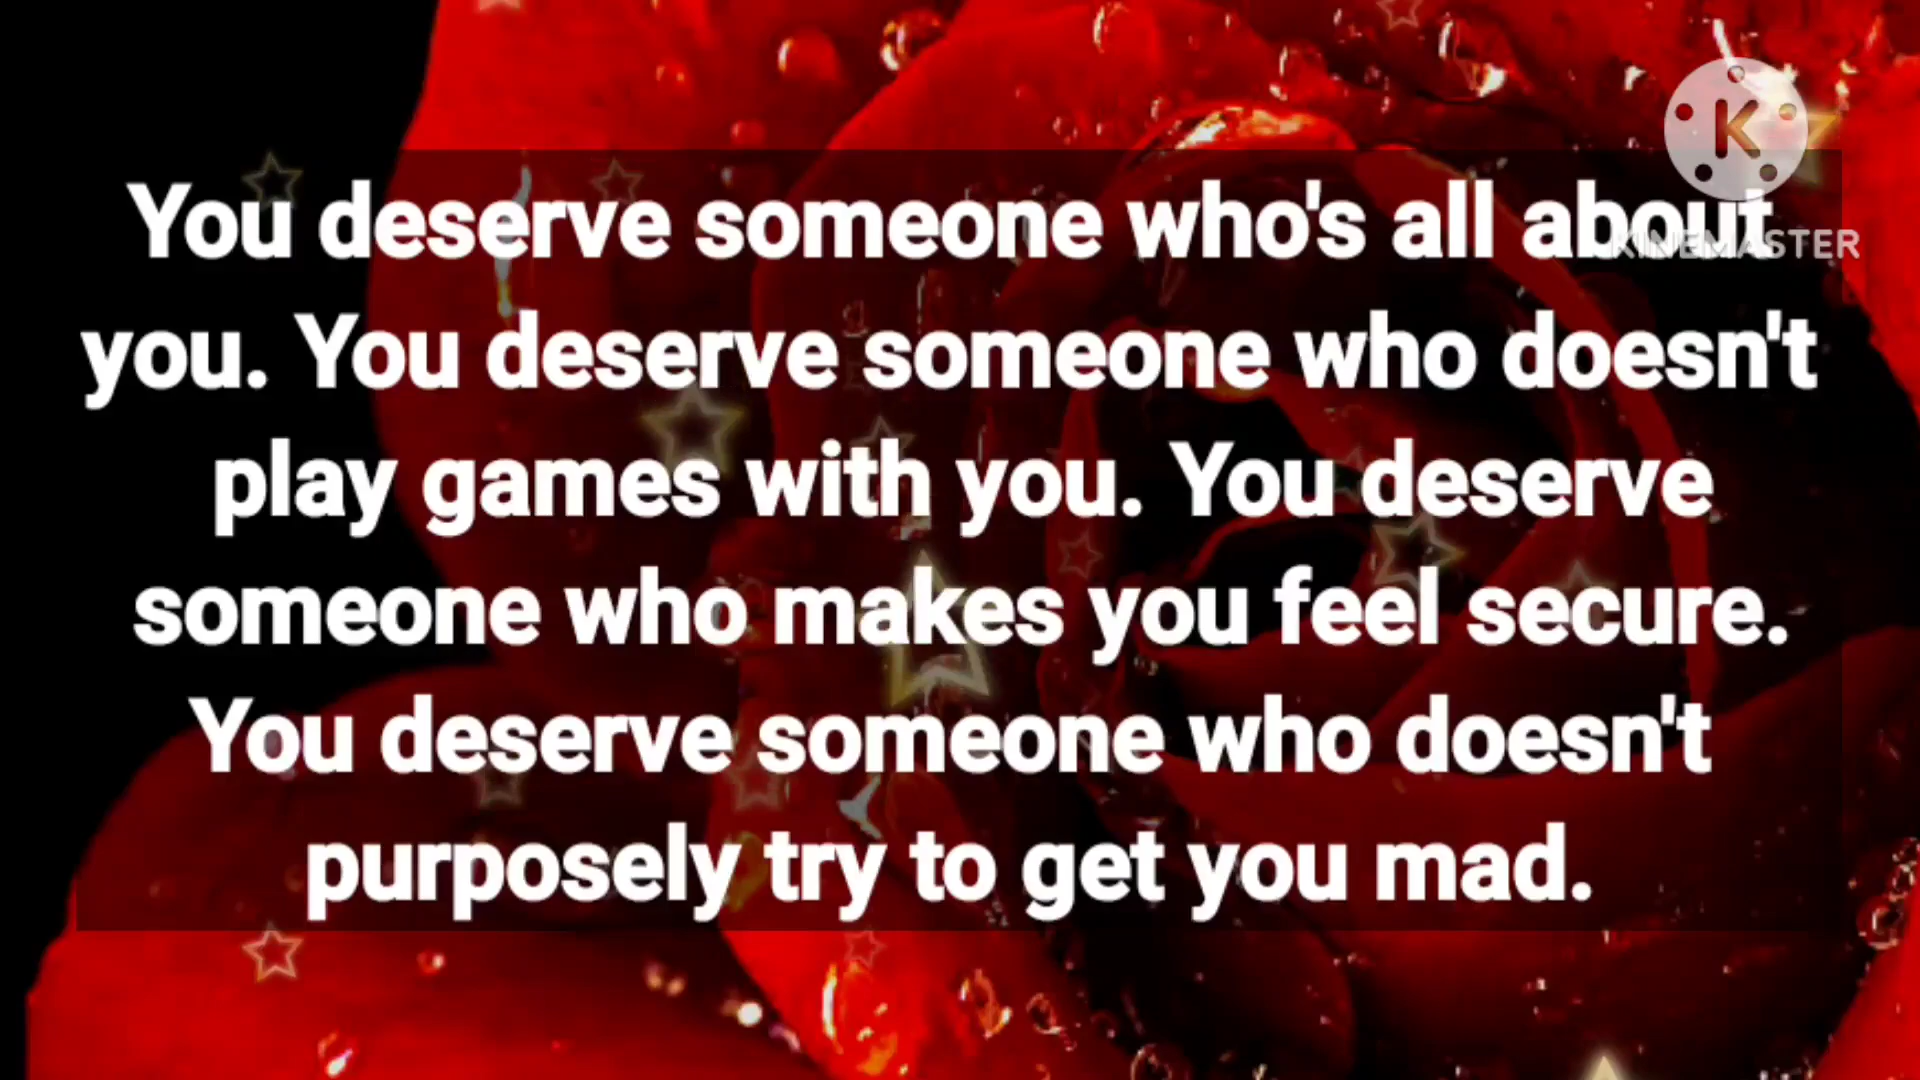 You deserve someone who's all about
you. You deserve someone who doesn't
play games with you. You deserve
someone who makes you feel secure.
You deserve someone who doesn't
purposely try to get you mad.
K
KINEMASTER